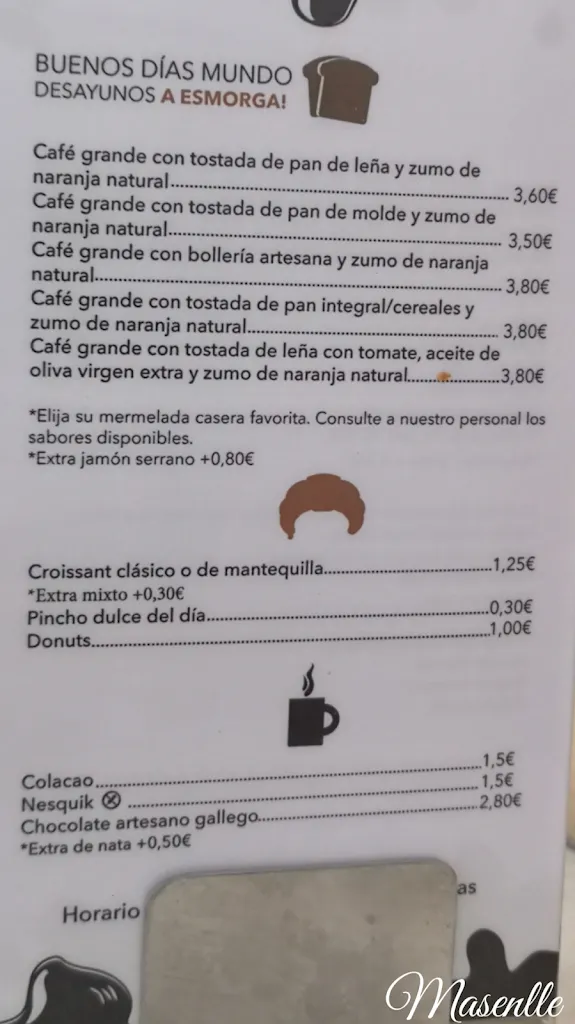 BUENOS DÍAS MUNDO
DESAYUNOS A ESMORGA!
Café grande con tostada de pan de leña y zumo de
naranja natural.......................................................... 3,60€
Café grande con tostada de pan de molde y zumo de
naranja natural.......................................................... 3,50€
Café grande con bollería artesana y zumo de naranja
natural.......................................................... 3,80€
Café grande con tostada de pan integral/cereales y
zumo de naranja natural.......................................................... 3,80€
Café grande con tostada de leña con tomate, aceite de
oliva virgen extra y zumo de naranja natural....................3,80€
*Elija su mermelada casera favorita. Consulte a nuestro personal los
sabores disponibles.
*Extra jamón serrano +0,80€
Croissant clásico o de mantequilla..............................1,25€
*Extra mixto +0,30€
Pincho dulce del día..............................0,30€
Donuts..............................1,00€
Colacao..............................1,5€
Nesquik ..............................1,5€
Chocolate artesano gallego..............................2,80€
*Extra de nata +0,50€
Horario as
Masenlle